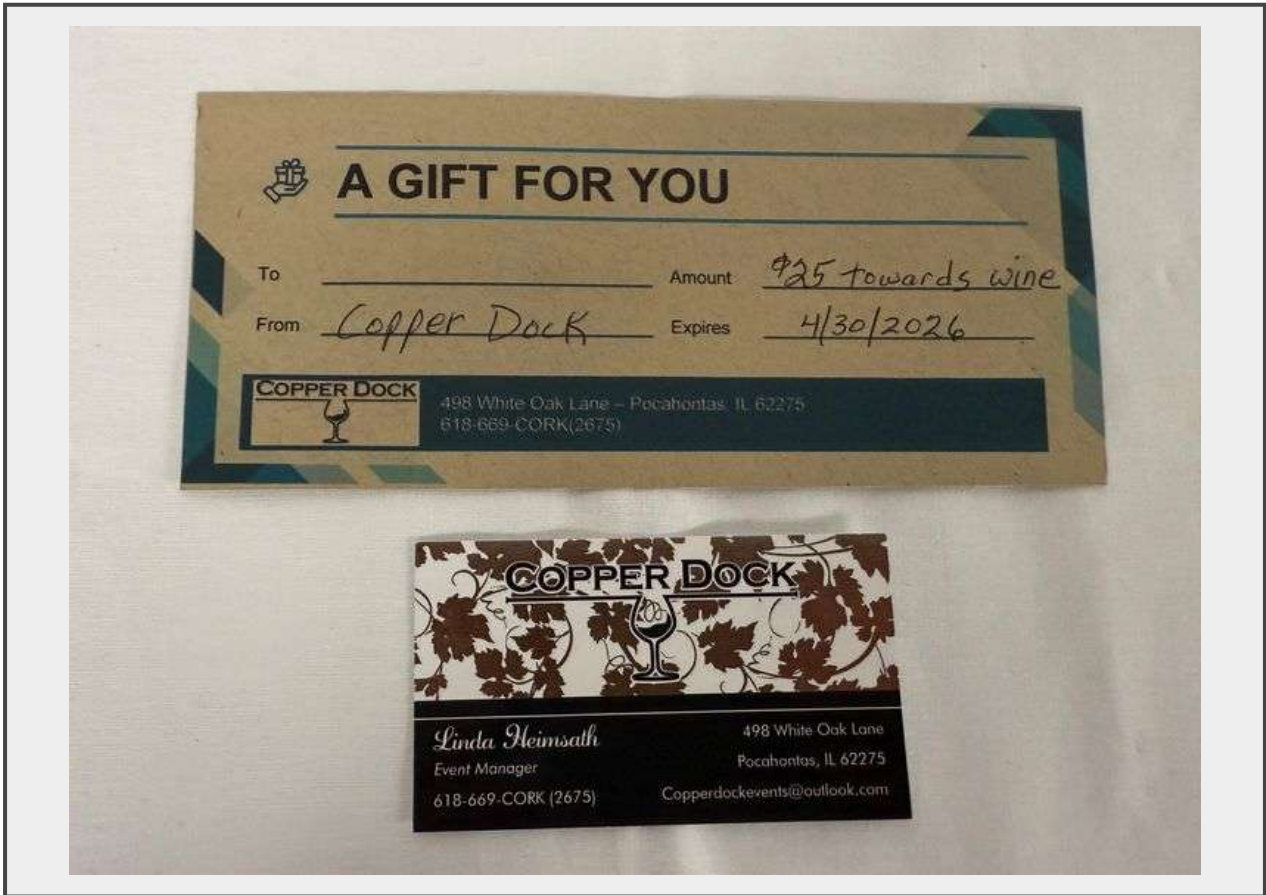 A GIFT FOR YOU
To
Amount $25 towards wine
From Copper Dock
Expires 4/30/2026
COPPER DOCK
498 White Oak Lane – Pocahontas, IL 62275
618-669-CORK(2675)
COPPER DOCK
Linda Heimsath
Event Manager
618-669-CORK (2675)
498 White Oak Lane
Pocahontas, IL 62275
Copperdockevents@outlook.com